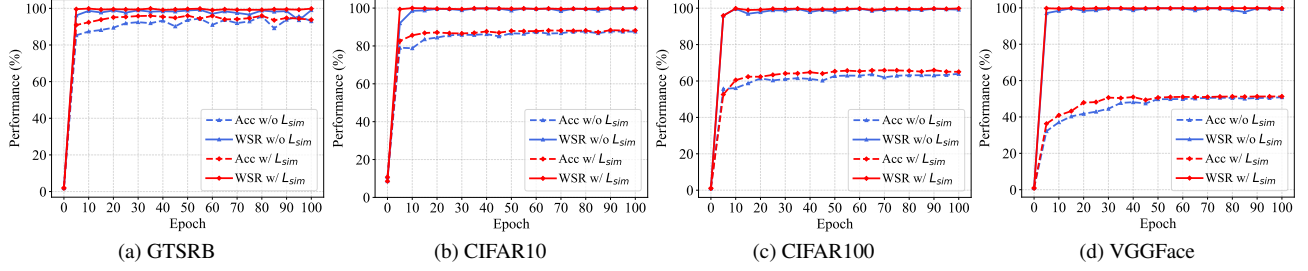 Performance (%)
100
80
60
40
20
0
0 10 20 30 40 50 60 70 80 90 100
Epoch
Acc w/o L_sim
WSR w/o L_sim
Acc w/ L_sim
WSR w/ L_sim
(a) GTSRB
Performance (%)
100
80
60
40
20
0
0 10 20 30 40 50 60 70 80 90 100
Epoch
Acc w/o L_sim
WSR w/o L_sim
Acc w/ L_sim
WSR w/ L_sim
(b) CIFAR10
Performance (%)
100
80
60
40
20
0
0 10 20 30 40 50 60 70 80 90 100
Epoch
Acc w/o L_sim
WSR w/o L_sim
Acc w/ L_sim
WSR w/ L_sim
(c) CIFAR100
Performance (%)
100
80
60
40
20
0
0 10 20 30 40 50 60 70 80 90 100
Epoch
Acc w/o L_sim
WSR w/o L_sim
Acc w/ L_sim
WSR w/ L_sim
(d) VGGFace